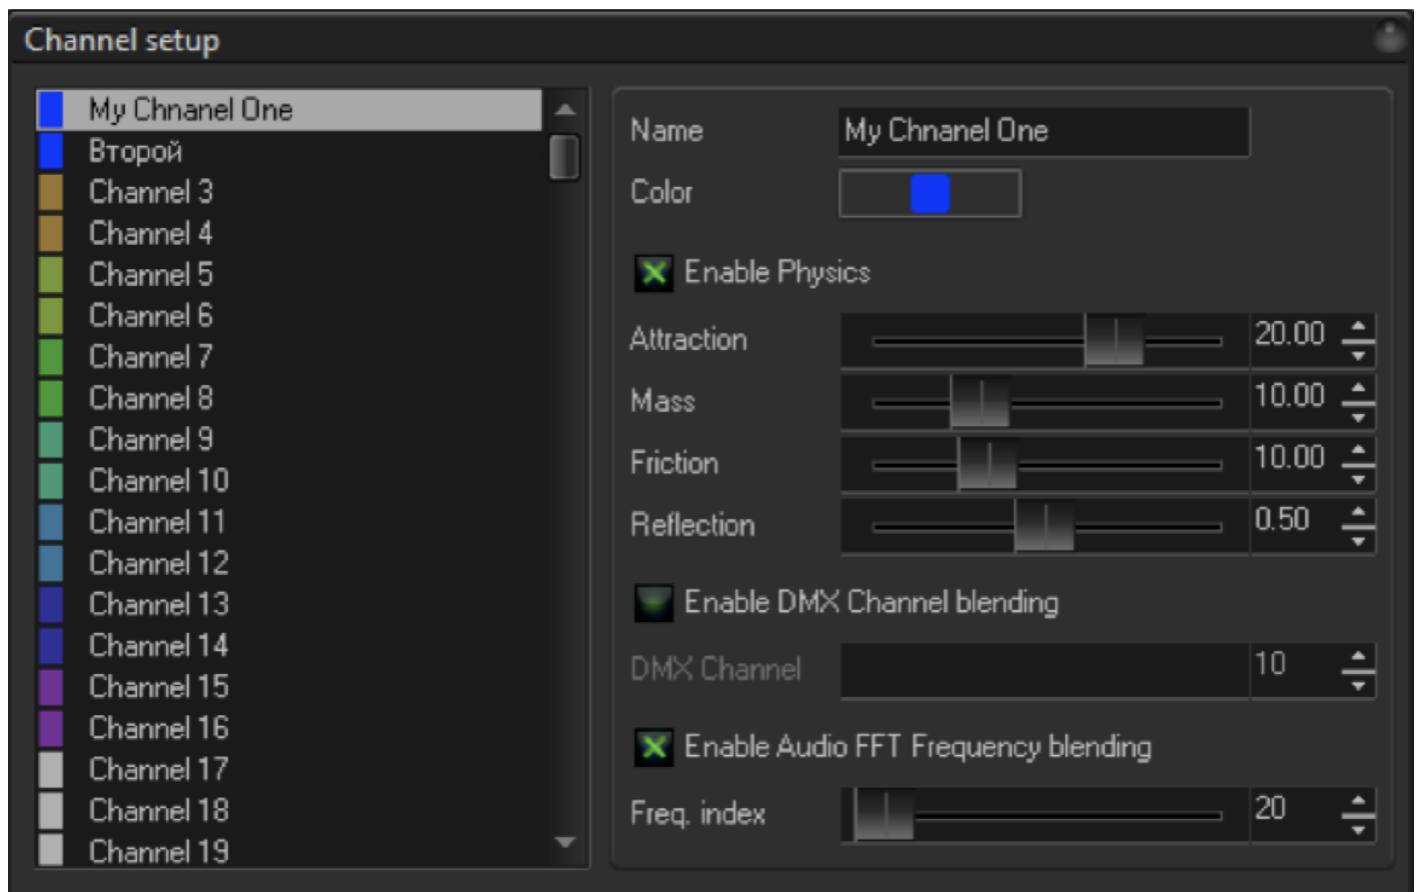 Channel setup
My Chnanel One
Второй
Channel 3
Channel 4
Channel 5
Channel 6
Channel 7
Channel 8
Channel 9
Channel 10
Channel 11
Channel 12
Channel 13
Channel 14
Channel 15
Channel 16
Channel 17
Channel 18
Channel 19
Name My Chnanel One
Color
Enable Physics
Attraction 20.00
Mass 10.00
Friction 10.00
Reflection 0.50
Enable DMX Channel blending
DMX Channel 10
Enable Audio FFT Frequency blending
Freq. index 20